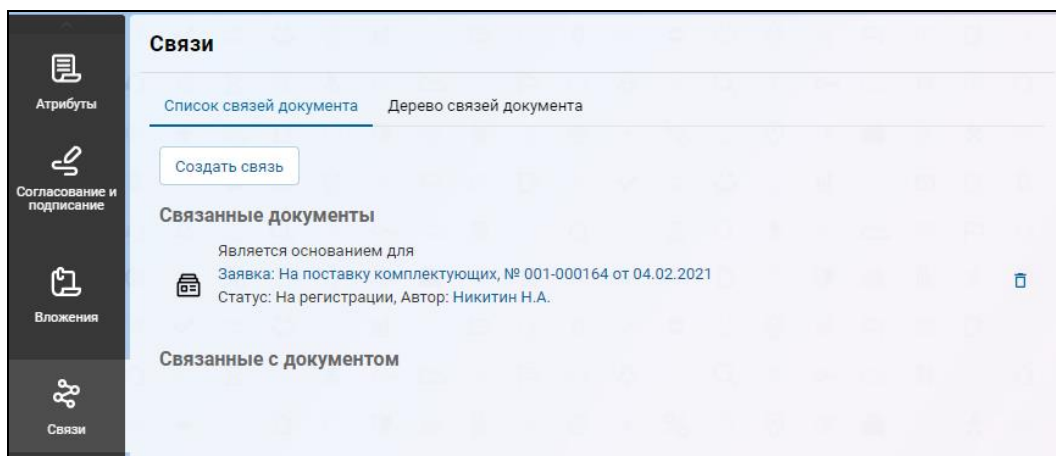 Атрибуты
Согласование и
подписание
Вложения
Связи
Связи
Список связей документа
Дерево связей документа
Создать связь
Связанные документы
Является основанием для
Заявка: На поставку комплектующих, № 001-000164 от 04.02.2021
Статус: На регистрации, Автор: Никитин Н.А.
Связанные с документом